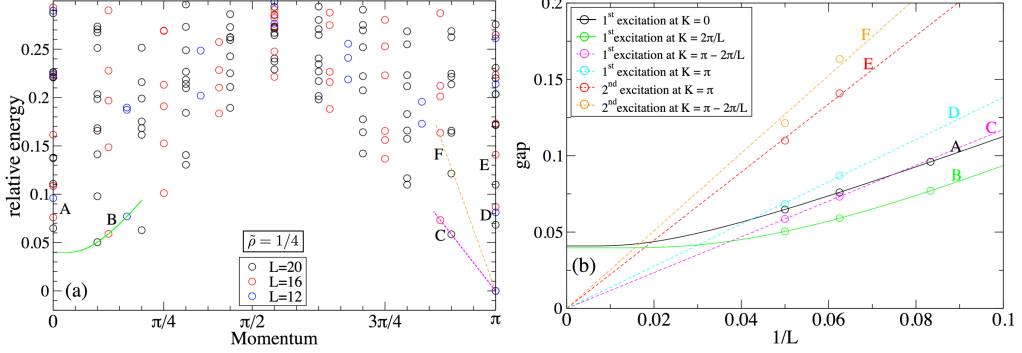 relative energy
0.25
0.2
0.15
0.1
0.05
0
A
B
F
E
D
C
(a)
ρ̃ = 1/4
L=20
L=16
L=12
0
π/4
π/2
3π/4
π
Momentum
gap
0.2
0.15
0.1
0.05
0
1st excitation at K = 0
1st excitation at K = 2π/L
1st excitation at K = π − 2π/L
1st excitation at K = π
2nd excitation at K = π
2nd excitation at K = π − 2π/L
F
E
D
C
A
B
(b)
0
0.02
0.04
0.06
0.08
0.1
1/L